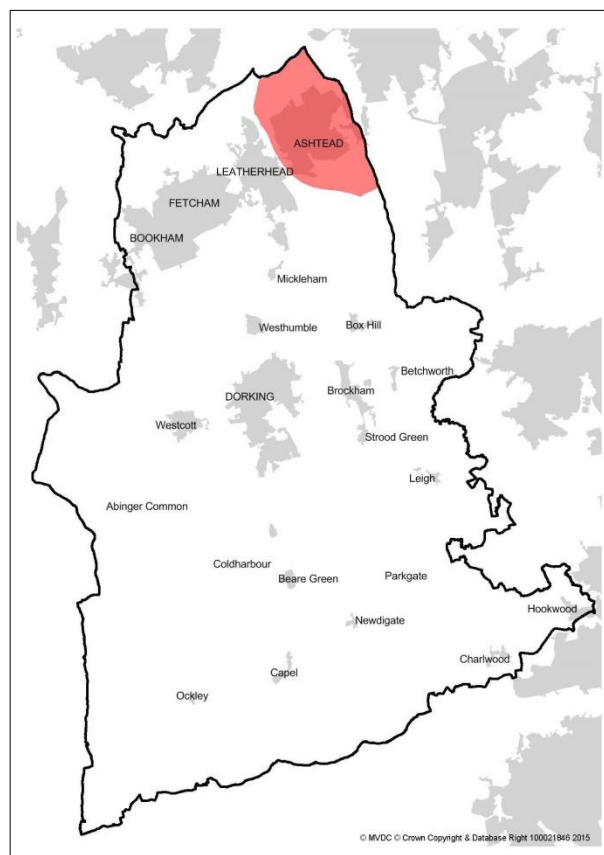 ASHTEAD
LEATHERHEAD
FETCHAM
BOOKHAM
Mickleham
Westhumble
Box Hill
Betchworth
Brockham
DORKING
Westcott
Strood Green
Leigh
Abinger Common
Coldharbour
Beare Green
Parkgate
Hookwood
Newdigate
Charlwood
Capel
Ockley
© MVDC © Crown Copyright & Database Right 100021846 2015